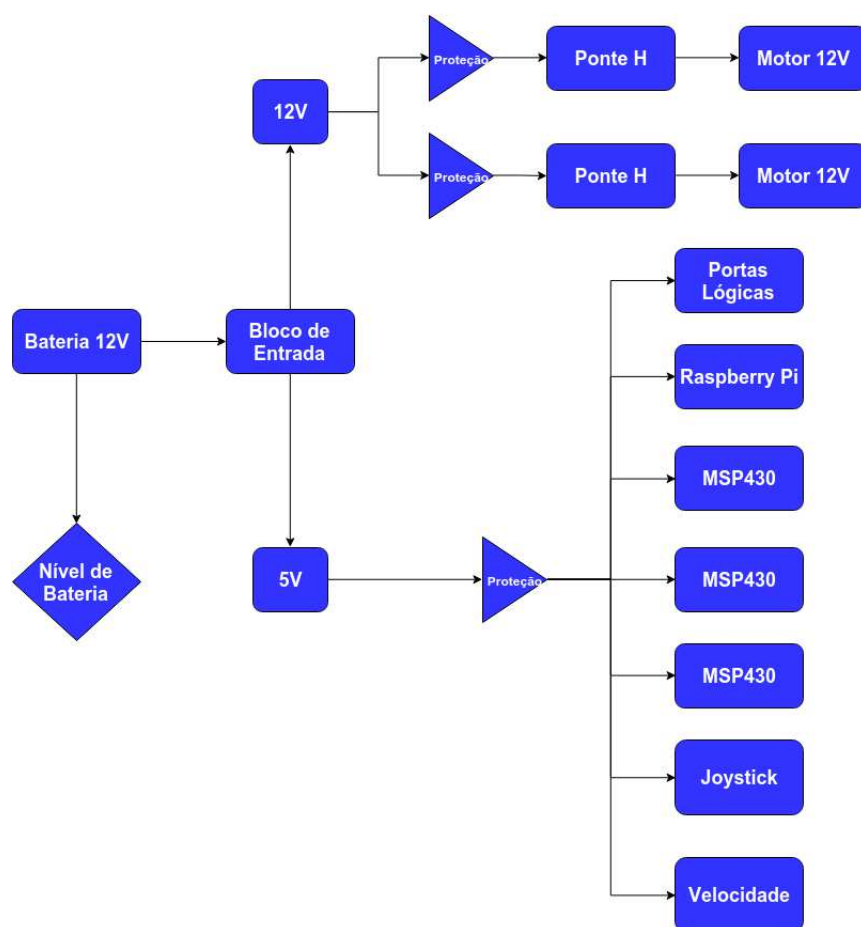 Proteção
Ponte H
Motor 12V
12V
Proteção
Ponte H
Motor 12V
Portas
Lógicas
Bateria 12V
Bloco de
Entrada
Raspberry Pi
MSP430
Nível de
Bateria
5V
Proteção
MSP430
MSP430
Joystick
Velocidade